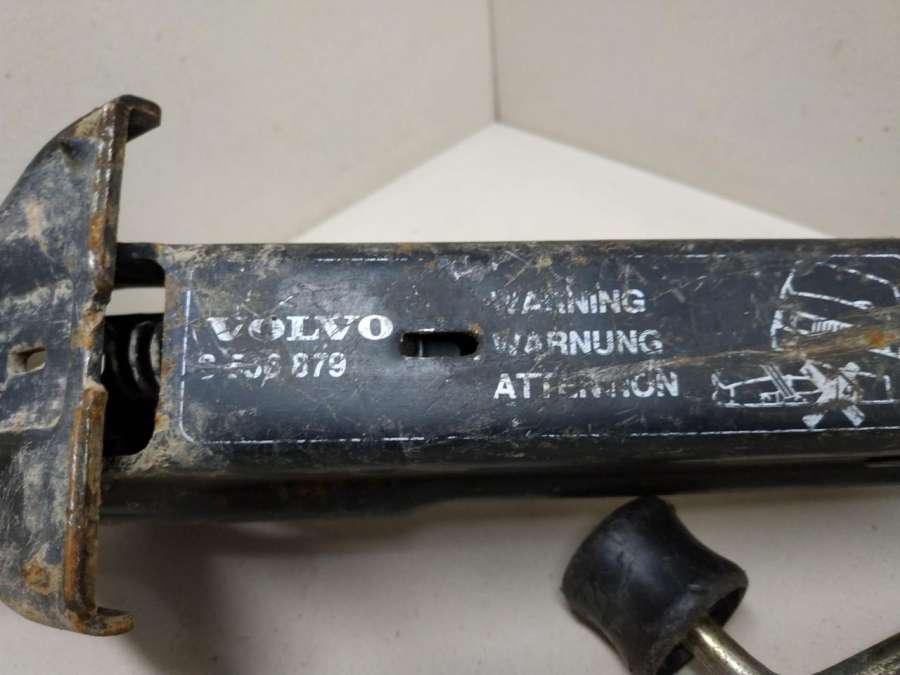 VOLVO
879
WARNING
WARNUNG
ATTENTION